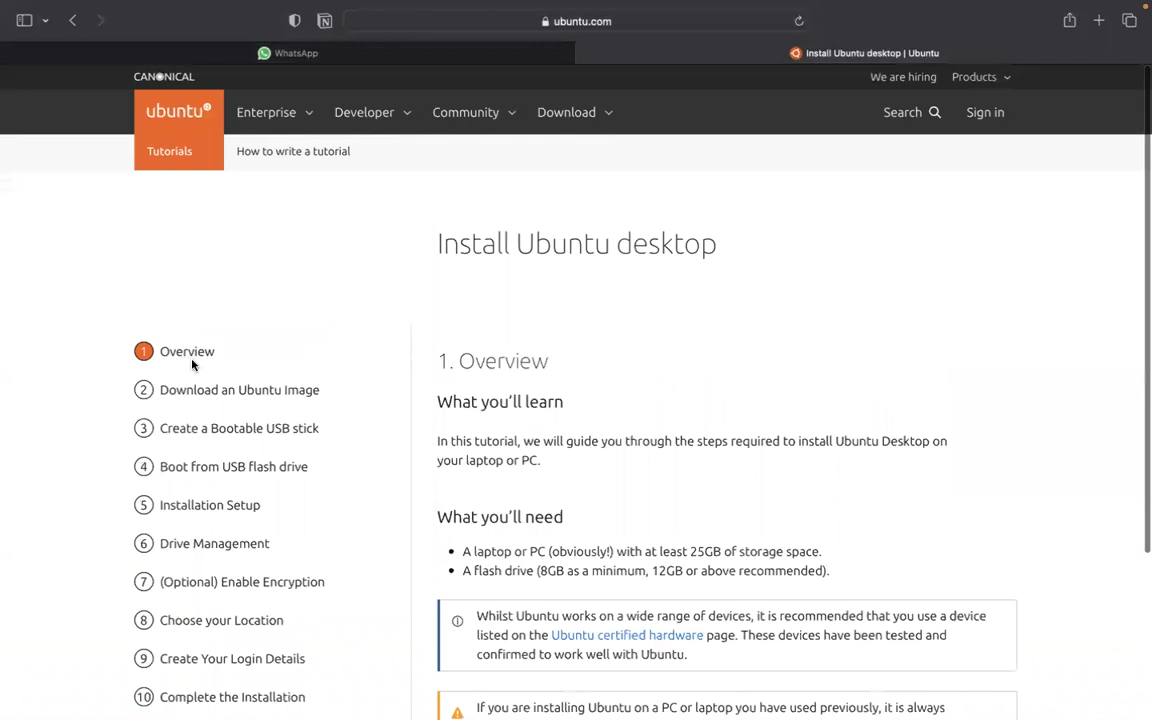 ubuntu.com
WhatsApp
Install Ubuntu desktop | Ubuntu
CANONICAL
We are hiring Products
ubuntu®
Enterprise Developer Community Download
Search Sign in
Tutorials
How to write a tutorial
Install Ubuntu desktop
1 Overview
2 Download an Ubuntu Image
3 Create a Bootable USB stick
4 Boot from USB flash drive
5 Installation Setup
6 Drive Management
7 (Optional) Enable Encryption
8 Choose your Location
9 Create Your Login Details
10 Complete the Installation
1. Overview
What you’ll learn
In this tutorial, we will guide you through the steps required to install Ubuntu Desktop on
your laptop or PC.
What you’ll need
• A laptop or PC (obviously!) with at least 25GB of storage space.
• A flash drive (8GB as a minimum, 12GB or above recommended).
Whilst Ubuntu works on a wide range of devices, it is recommended that you use a device
listed on the Ubuntu certified hardware page. These devices have been tested and
confirmed to work well with Ubuntu.
If you are installing Ubuntu on a PC or laptop you have used previously, it is always